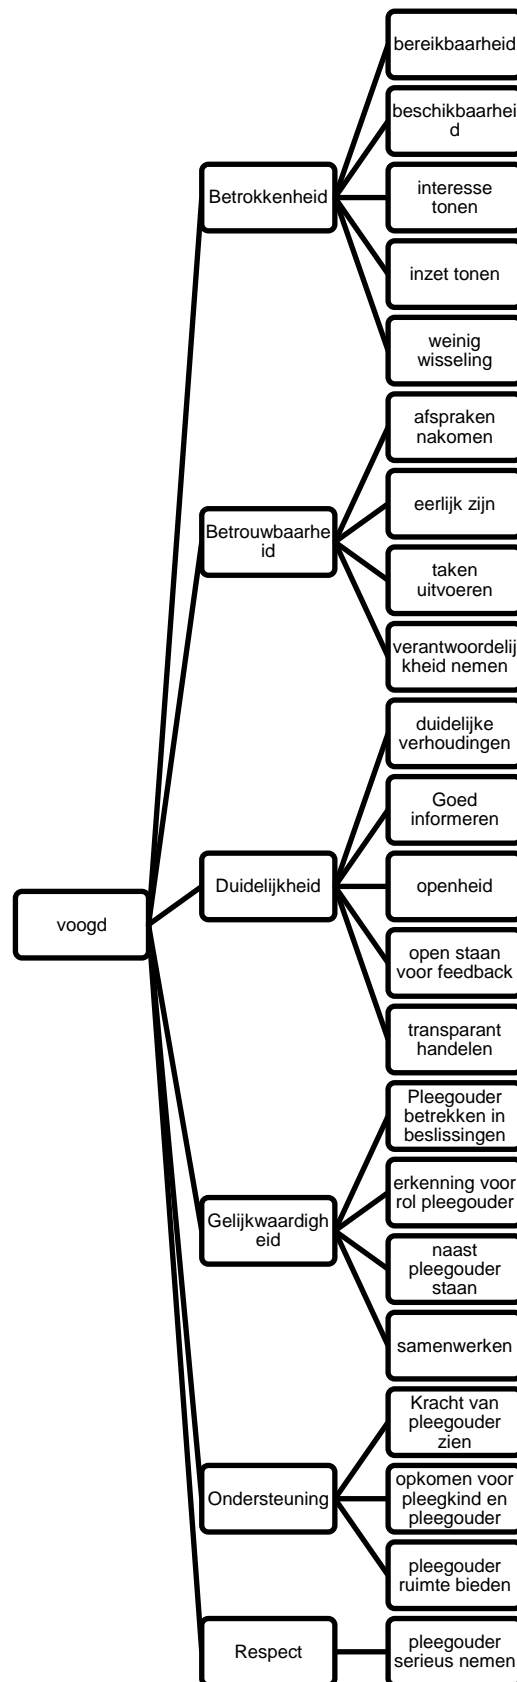 bereikbaarheid
beschikbaarhei
d
Betrokkenheid
interesse
tonen
inzet tonen
weinig
wisseling
afspraken
nakomen
eerlijk zijn
Betrouwbaarhe
id
taken
uitvoeren
verantwoordelij
kheid nemen
duidelijke
verhoudingen
Goed
informeren
voogd
Duidelijkheid
openheid
open staan
voor feedback
transparant
handelen
Pleegouder
betrekken in
beslissingen
erkenning voor
rol pleegouder
Gelijkwaardigh
eid
naast
pleegouder
staan
samenwerken
Kracht van
pleegouder
zien
Ondersteuning
opkomen voor
pleegkind en
pleegouder
pleegouder
ruimte bieden
Respect
pleegouder
serieus nemen